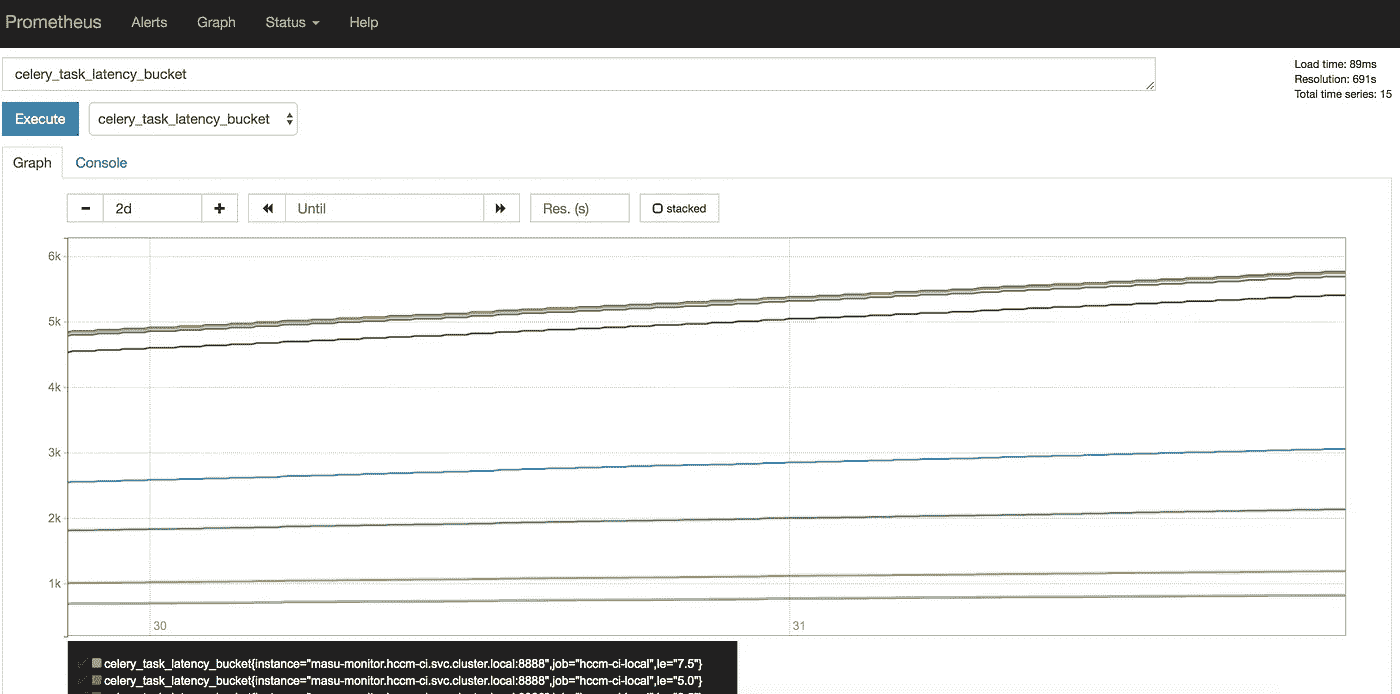 Prometheus Alerts Graph Status Help
celery_task_latency_bucket
Load time: 89ms
Resolution: 691s
Total time series: 15
Execute celery_task_latency_bucket
Graph Console
2d Until Res. (s) stacked
6k
5k
4k
3k
2k
1k
30 31
celery_task_latency_bucket{instance="masu-monitor.hccm-ci.svc.cluster.local:8888",job="hccm-ci-local",le="7.5"}
celery_task_latency_bucket{instance="masu-monitor.hccm-ci.svc.cluster.local:8888",job="hccm-ci-local",le="5.0"}